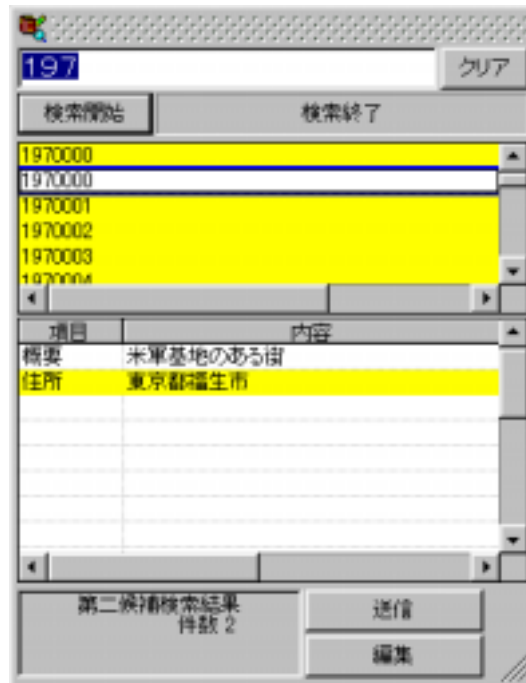 197
クリア
検索開始
検索終了
1970000
1970000
1970001
1970002
1970003
1970004
項目 内容
概要 米軍基地のある街
住所 東京都福生市
第二候補検索結果
件数 2
送信
編集